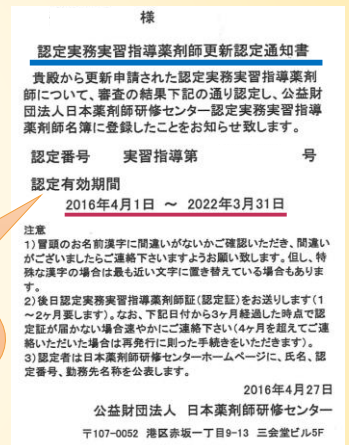 様
認定実務実習指導薬剤師更新認定通知書
貴殿から更新申請された認定実務実習指導薬剤
師について、審査の結果下記の通り認定し、公益財
団法人日本薬剤師研修センター認定実務実習指導
薬剤師名簿に登録したことをお知らせ致します。
認定番号 実習指導第 号
認定有効期間
2016年4月1日 ～ 2022年3月31日
注意
1)冒頭のお名前漢字に間違いがないかご確認いただき、間違い
がございましたらご連絡下さいますようお願い致します。但し、特
殊な漢字の場合は最も近い文字に置き替えている場合もありま
す。
2)後日認定実務実習指導薬剤師証(認定証)をお送りします(1
～2ヶ月要します)。なお、下記日付から3ヶ月経過した時点で認
定証が届かない場合速やかにご連絡下さい(4ヶ月を超えてご連
絡いただいた場合は再発行に則った手続きをいただきます)。
3)認定者は日本薬剤師研修センターホームページに、氏名、認
定番号、勤務先名称を公表します。
2016年4月27日
公益財団法人 日本薬剤師研修センター
〒107-0052 港区赤坂一丁目9-13 三会堂ビル5F